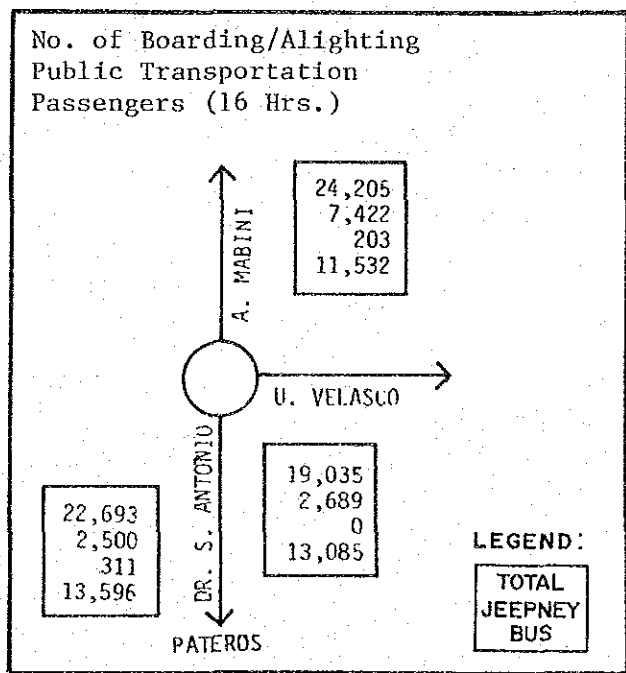 No. of Boarding/Alighting
Public Transportation
Passengers (16 Hrs.)
24,205
7,422
203
11,532
A. MABINI
U. VELASCO
DR. S. ANTONIO
19,035
2,689
0
13,085
22,693
2,500
311
13,596
PATEROS
LEGEND:
TOTAL
JEEPNEY
BUS